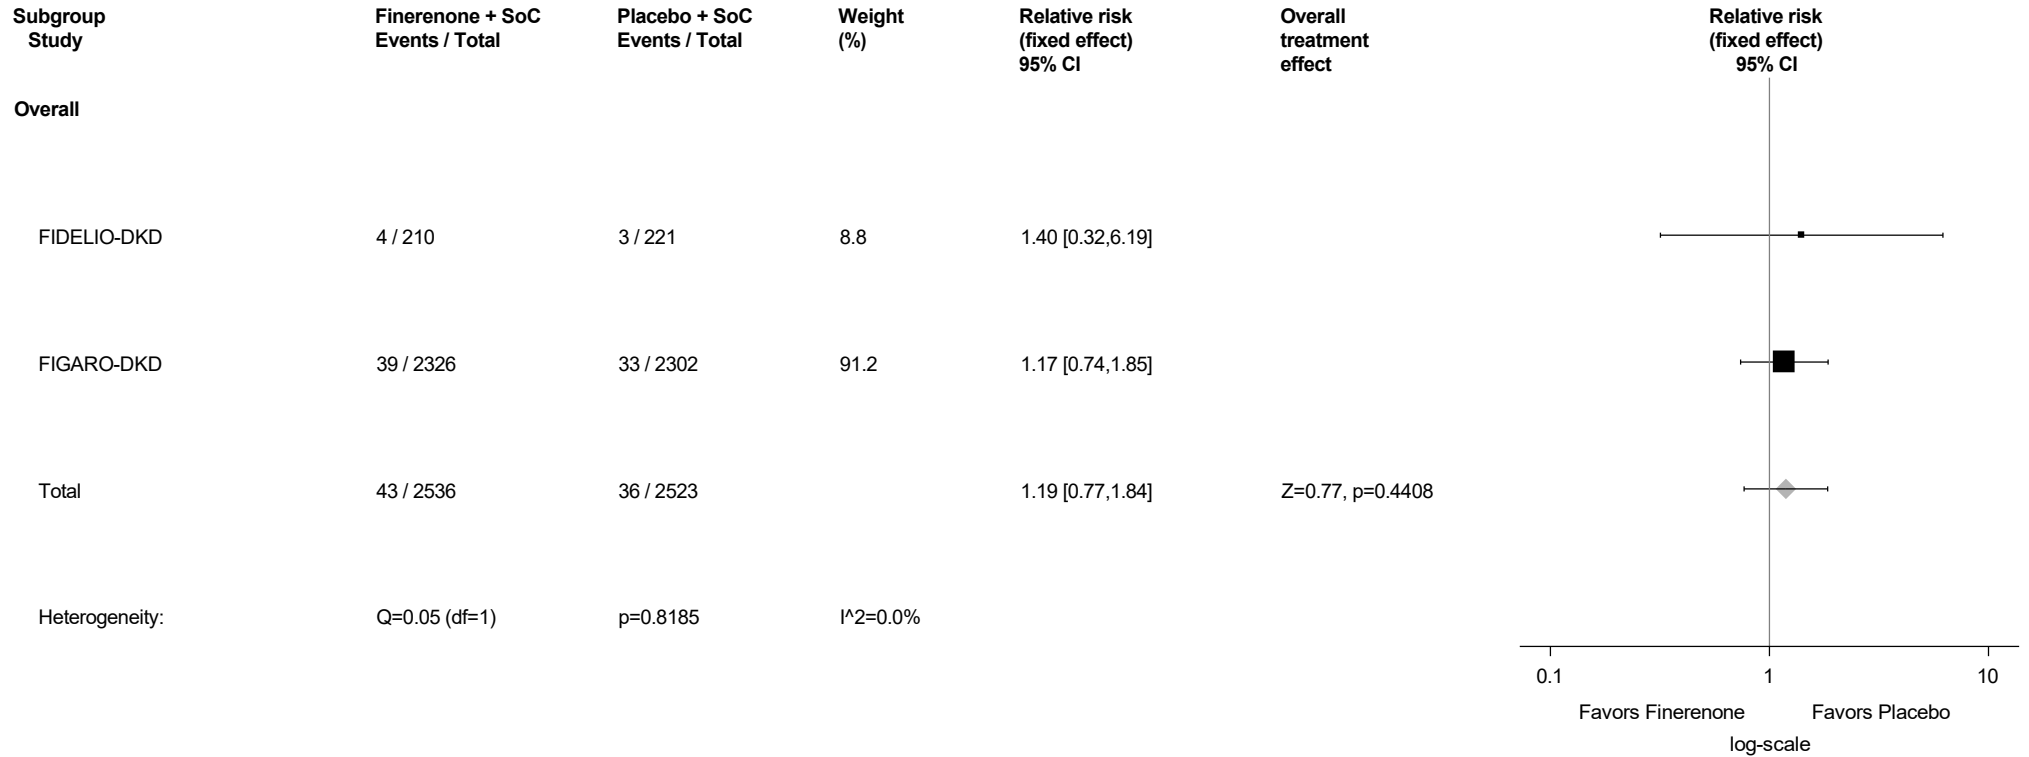 Subgroup Finerenone + SoC Placebo + SoC Weight Relative risk Overall Relative risk
Study Events / Total Events / Total (%) (fixed effect) treatment (fixed effect)
95% CI effect 95% CI
Overall
FIDELIO-DKD 4 / 210 3 / 221 8.8 1.40 [0.32,6.19]
FIGARO-DKD 39 / 2326 33 / 2302 91.2 1.17 [0.74,1.85]
Total 43 / 2536 36 / 2523 1.19 [0.77,1.84] Z=0.77, p=0.4408
Heterogeneity: Q=0.05 (df=1) p=0.8185 I^2=0.0%
0.1 1 10
Favors Finerenone Favors Placebo
log-scale